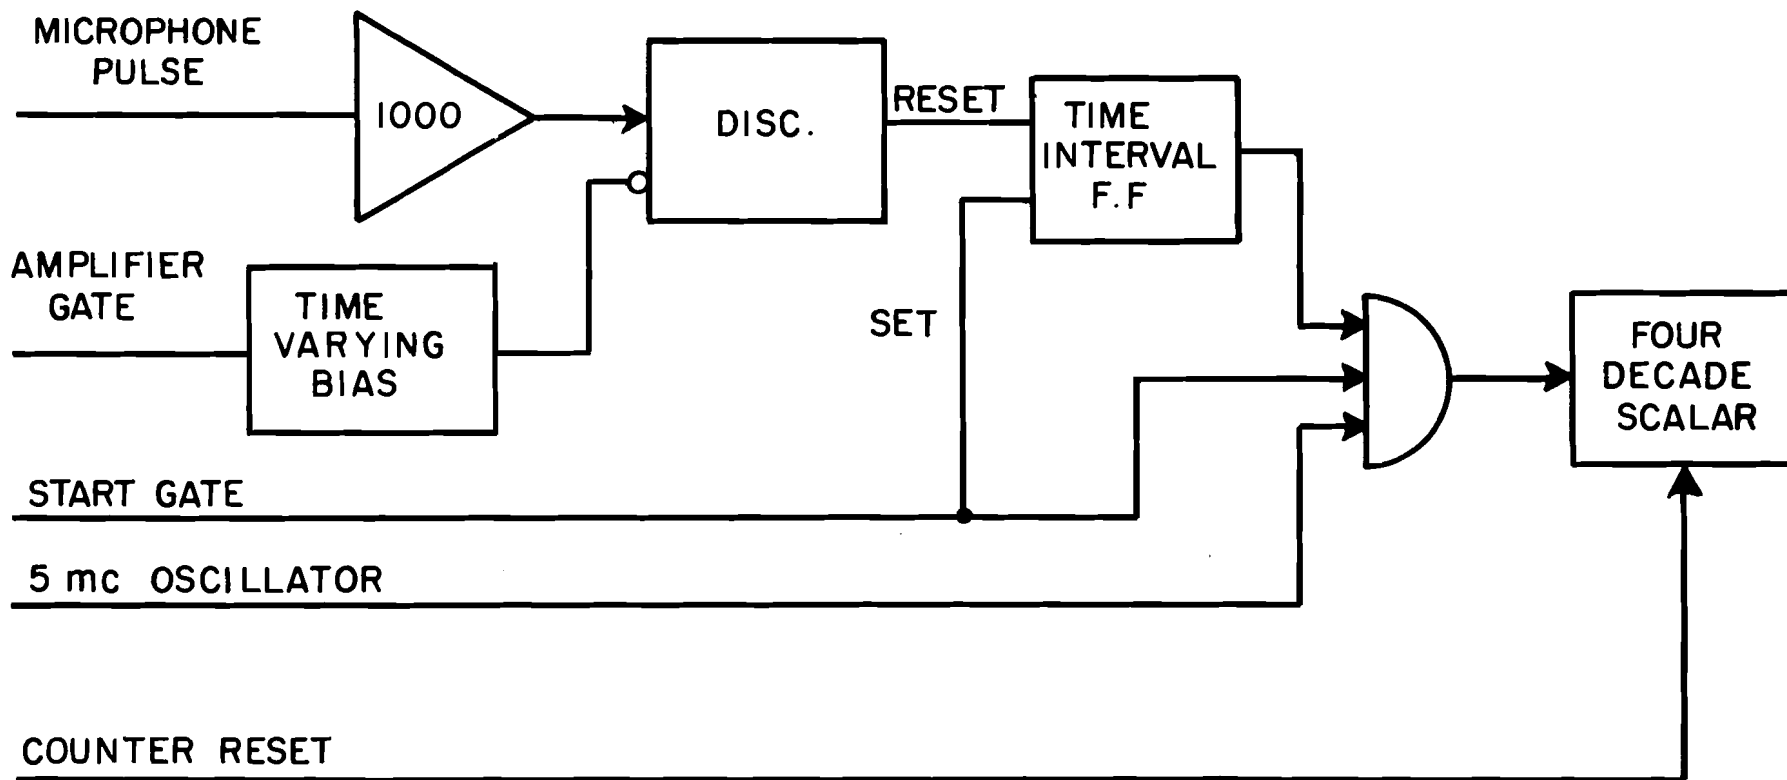 MICROPHONE
PULSE
1000
DISC.
RESET
TIME
INTERVAL
F.F
AMPLIFIER
GATE
TIME
VARYING
BIAS
SET
FOUR
DECADE
SCALAR
START GATE
5 mc OSCILLATOR
COUNTER RESET